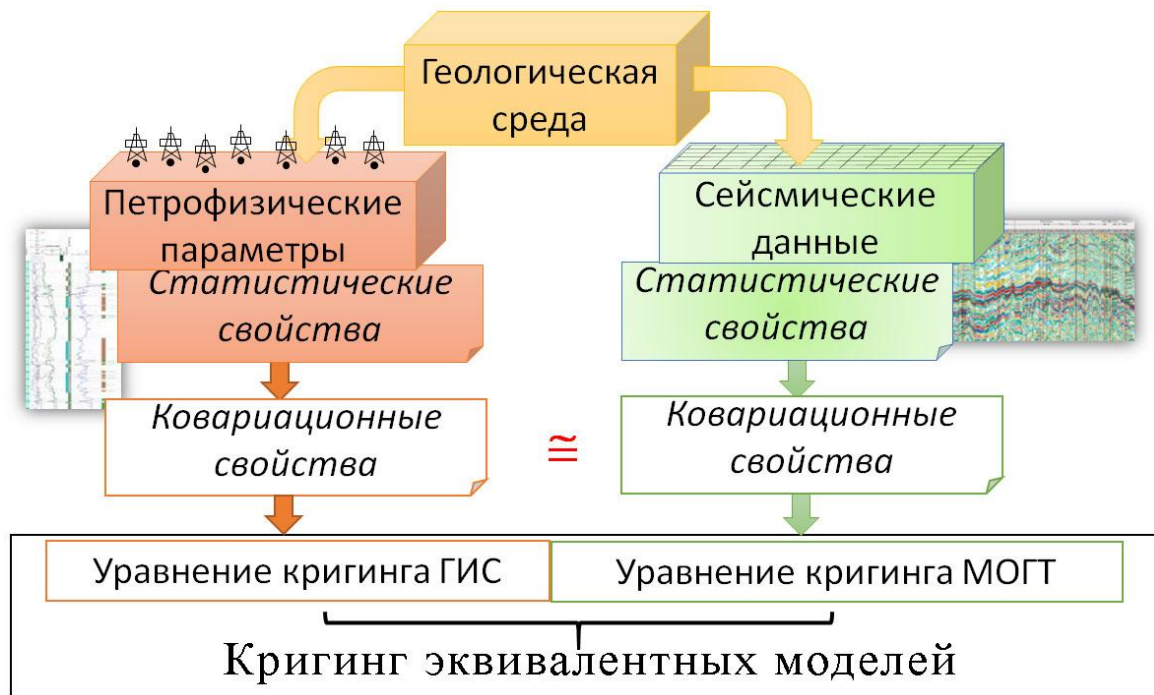 Геологическая
среда
Петрофизические
параметры
Статистические
свойства
Ковариационные
свойства
Сейсмические
данные
Статистические
свойства
Ковариационные
свойства
≅
Уравнение кригинга ГИС
Уравнение кригинга МОГТ
Кригинг эквивалентных моделей